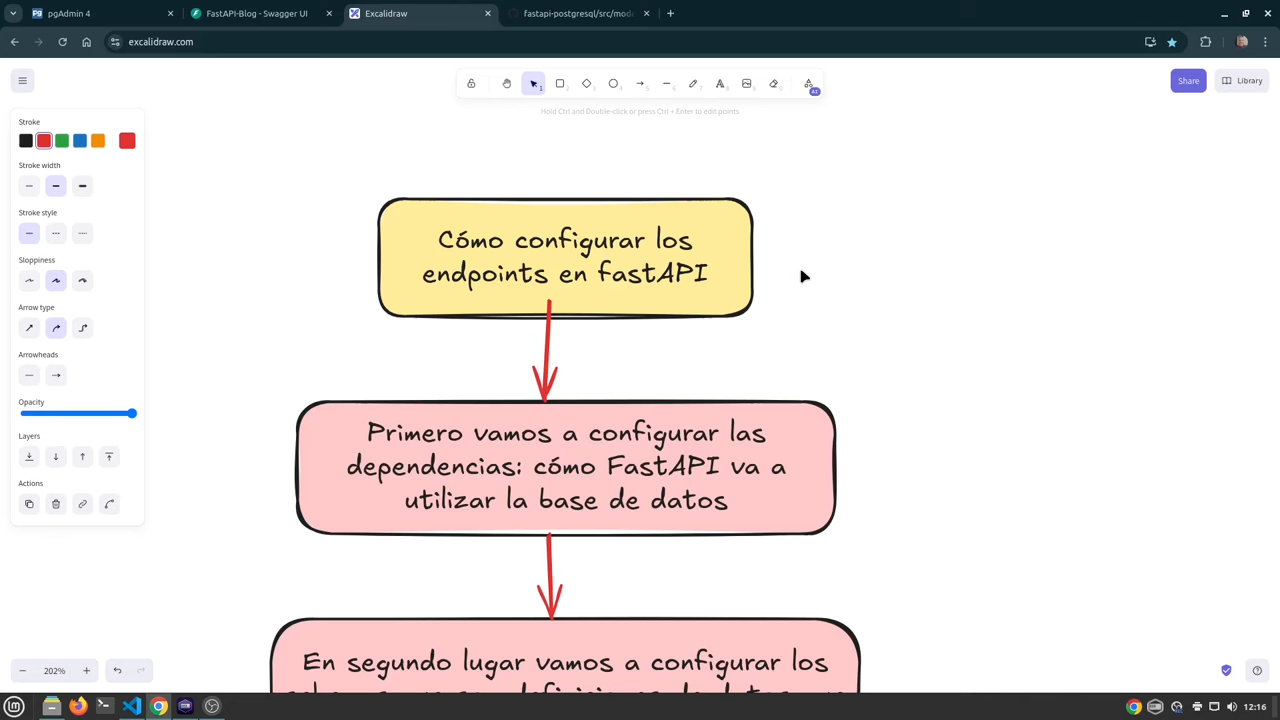 pgAdmin 4
FastAPI-Blog - Swagger UI
Excalidraw
fastapi-postgresql/src/mod
excalidraw.com
Share
Library
Hold Ctrl and Double-click or press Ctrl + Enter to edit points
Stroke
Stroke width
Stroke style
Sloppiness
Arrow type
Arrowheads
Opacity
Layers
Actions
Cómo configurar los
endpoints en fastAPI
Primero vamos a configurar las
dependencias: cómo FastAPI va a
utilizar la base de datos
En segundo lugar vamos a configurar los
202%
12:16